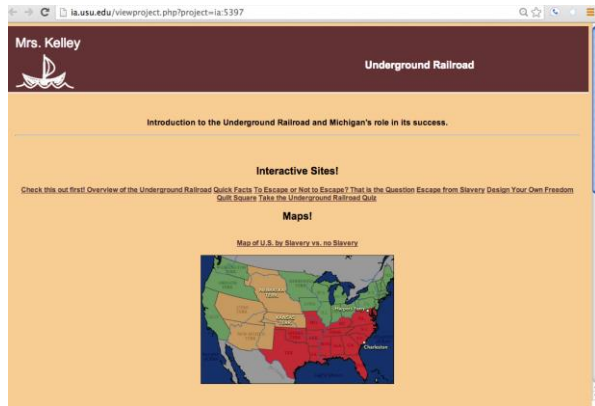 ia.usu.edu/viewproject.php?project=ia:5397
Mrs. Kelley
Underground Railroad
Introduction to the Underground Railroad and Michigan's role in its success.
Interactive Sites!
Check this out first! Overview of the Underground Railroad Quick Facts To Escape or Not to Escape? That is the Question Escape from Slavery Design Your Own Freedom
Quilt Square Take the Underground Railroad Quiz
Maps!
Map of U.S. by Slavery vs. no Slavery
Harpers Ferry
Charleston